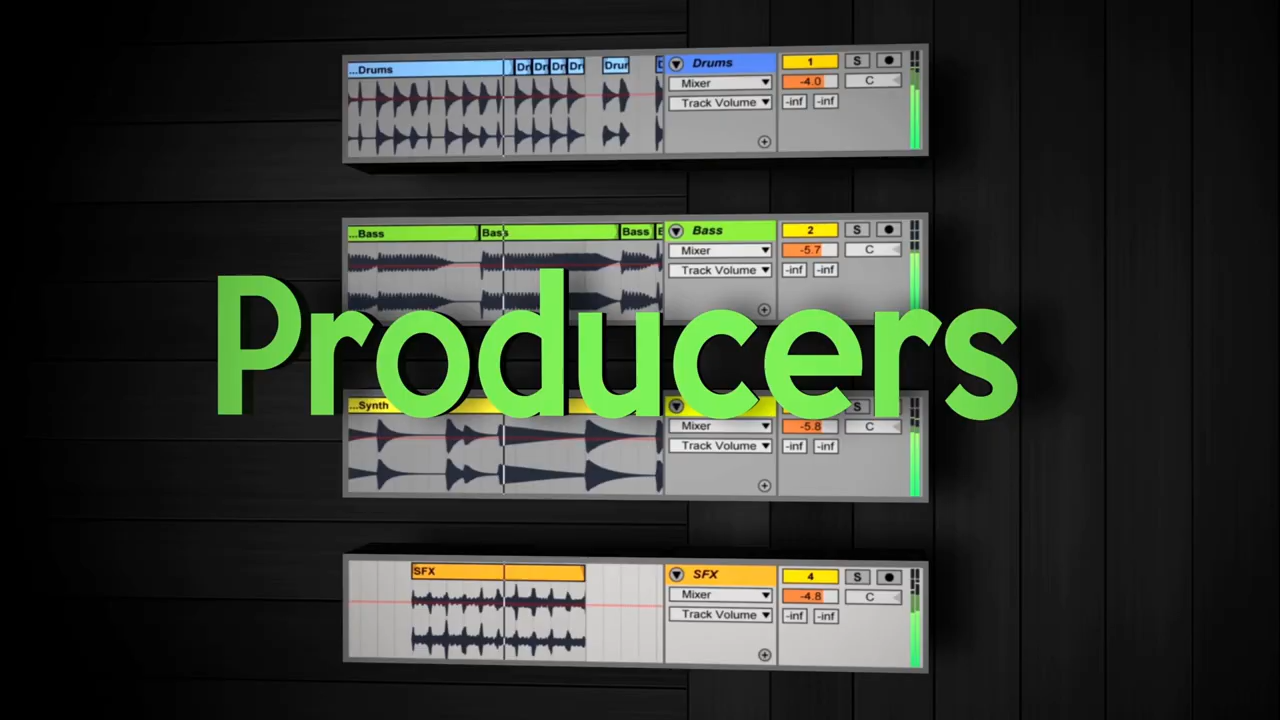 ...Drums Dr Dr Dr Dr Drur Drums 1 S
Mixer -4.0 C
Track Volume -inf -inf
...Bass Bass Bass Bass 2 S
Mixer -5.7 C
Track Volume -inf -inf
Producers
...Synth S
Mixer -5.8 C
Track Volume -inf -inf
SFX SFX 4 S
Mixer -4.8 C
Track Volume -inf -inf